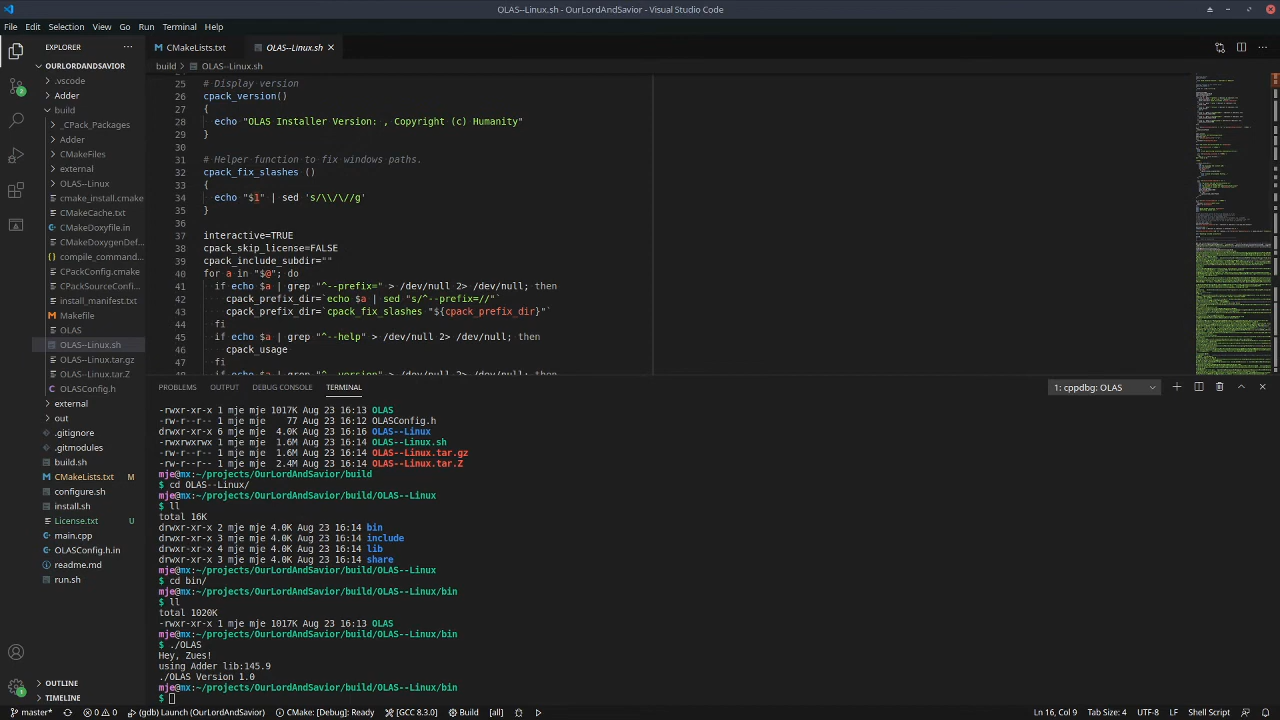 OLAS--Linux.sh - OurLordAndSavior - Visual Studio Code
File Edit Selection View Go Run Terminal Help
EXPLORER
CMakeLists.txt
OLAS--Linux.sh
OURLORDANDSAVIOR
build > OLAS--Linux.sh
.vscode
Adder
build
_CPack_Packages
Adder
CMakeFiles
external
OLAS--Linux
cmake_install.cmake
CMakeCache.txt
CMakeDoxyfile.in
CMakeDoxygenDef...
compile_command...
CPackConfig.cmake
CPackSourceConfi...
install_manifest.txt
Makefile
OLAS
OLAS--Linux.sh
OLAS--Linux.tar.gz
OLAS--Linux.tar.Z
OLASConfig.h
external
out
.gitignore
.gitmodules
build.sh
CMakeLists.txt M
configure.sh
install.sh
License.txt U
main.cpp
OLASConfig.h.in
readme.md
run.sh
OUTLINE
TIMELINE
25 # Display version
26 cpack_version()
27 {
28 echo "OLAS Installer Version: , Copyright (c) Humanity"
29 }
30
31 # Helper function to fix windows paths.
32 cpack_fix_slashes ()
33 {
34 echo "$1" | sed 's/\\/\//g'
35 }
36
37 interactive=TRUE
38 cpack_skip_license=FALSE
39 cpack_include_subdir=""
40 for a in "$@"; do
41 if echo $a | grep "^--prefix=" > /dev/null 2> /dev/null; then
42 cpack_prefix_dir=`echo $a | sed "s/^--prefix=//"`
43 cpack_prefix_dir=`cpack_fix_slashes "${cpack_prefix_dir}"`
44 fi
45 if echo $a | grep "^--help" > /dev/null 2> /dev/null; then
46 cpack_usage
47 fi
48 if echo $a | grep "^--version" > /dev/null 2> /dev/null; then
PROBLEMS OUTPUT DEBUG CONSOLE TERMINAL
1: cppdbg: OLAS
-rwxr-xr-x 1 mje mje 1017K Aug 23 16:13 OLAS
-rw-r--r-- 1 mje mje 77 Aug 23 16:12 OLASConfig.h
drwxr-xr-x 6 mje mje 4.0K Aug 23 16:16 OLAS--Linux
-rwxrwxrwx 1 mje mje 1.6M Aug 23 16:14 OLAS--Linux.sh
-rw-r--r-- 1 mje mje 1.6M Aug 23 16:14 OLAS--Linux.tar.gz
-rw-r--r-- 1 mje mje 2.4M Aug 23 16:14 OLAS--Linux.tar.Z
mje@mx:~/projects/OurLordAndSavior/build
$ cd OLAS--Linux/
mje@mx:~/projects/OurLordAndSavior/build/OLAS--Linux
$ ll
total 16K
drwxr-xr-x 2 mje mje 4.0K Aug 23 16:14 bin
drwxr-xr-x 3 mje mje 4.0K Aug 23 16:14 include
drwxr-xr-x 4 mje mje 4.0K Aug 23 16:14 lib
drwxr-xr-x 3 mje mje 4.0K Aug 23 16:14 share
mje@mx:~/projects/OurLordAndSavior/build/OLAS--Linux
$ cd bin/
mje@mx:~/projects/OurLordAndSavior/build/OLAS--Linux/bin
$ ll
total 1020K
-rwxr-xr-x 1 mje mje 1017K Aug 23 16:13 OLAS
mje@mx:~/projects/OurLordAndSavior/build/OLAS--Linux/bin
$ ./OLAS
Hey, Zues!
using Adder lib:145.9
./OLAS Version 1.0
mje@mx:~/projects/OurLordAndSavior/build/OLAS--Linux/bin
$
master* 0 0 (gdb) Launch (OurLordAndSavior) CMake: [Debug]: Ready [GCC 8.3.0] Build [all] Ln 16, Col 9 Tab Size: 4 UTF-8 LF Shell Script